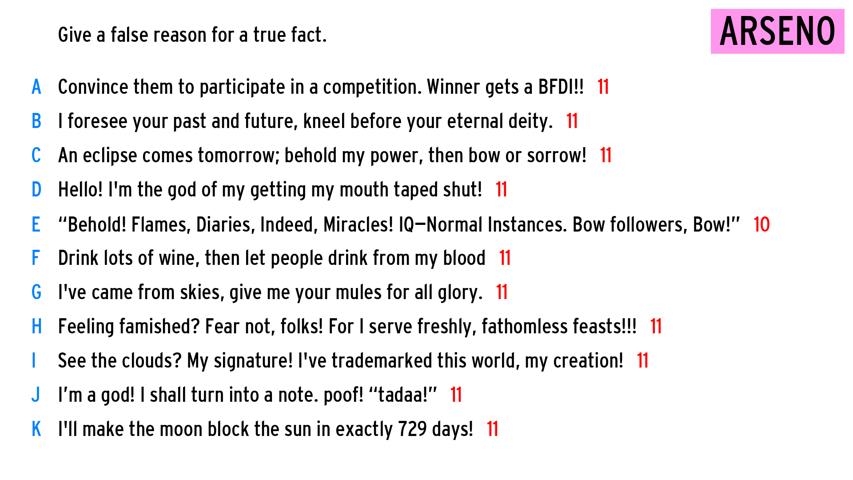 Give a false reason for a true fact.
ARSENO
A Convince them to participate in a competition. Winner gets a BFDI!! 11
B I foresee your past and future, kneel before your eternal deity. 11
C An eclipse comes tomorrow; behold my power, then bow or sorrow! 11
D Hello! I'm the god of my getting my mouth taped shut! 11
E “Behold! Flames, Diaries, Indeed, Miracles! IQ—Normal Instances. Bow followers, Bow!” 10
F Drink lots of wine, then let people drink from my blood 11
G I've came from skies, give me your mules for all glory. 11
H Feeling famished? Fear not, folks! For I serve freshly, fathomless feasts!!! 11
I See the clouds? My signature! I've trademarked this world, my creation! 11
J I’m a god! I shall turn into a note. poof! “tadaa!” 11
K I'll make the moon block the sun in exactly 729 days! 11